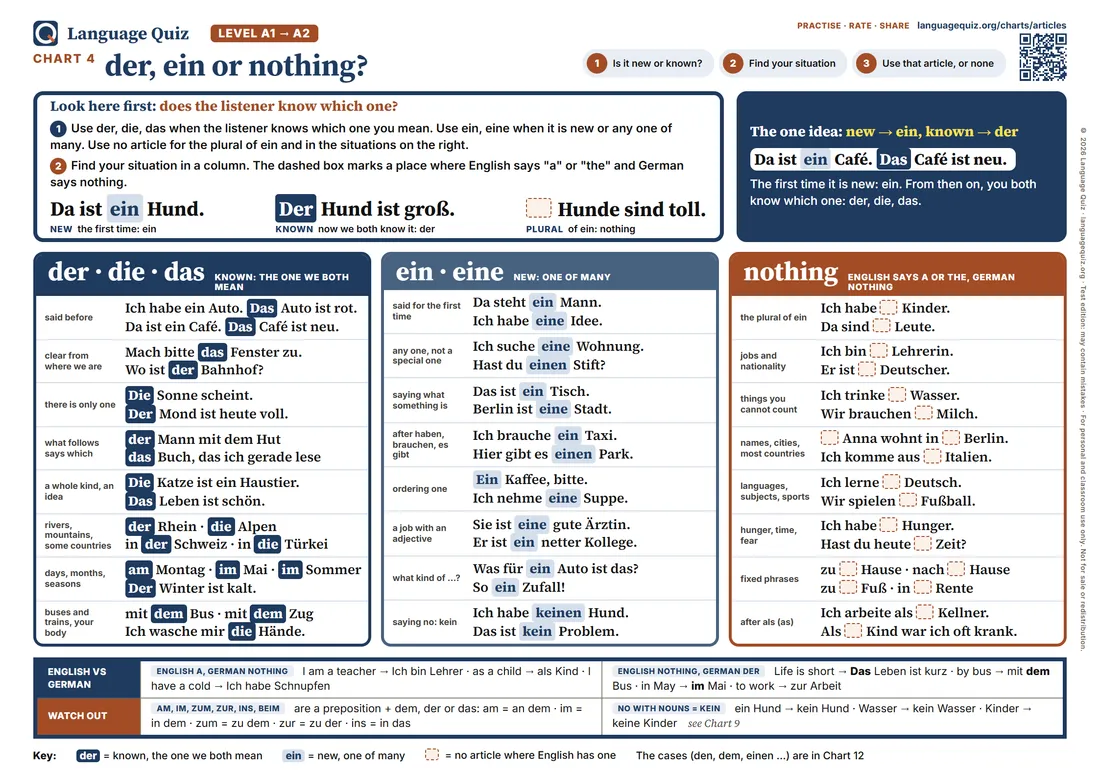 Language Quiz LEVEL A1 → A2
PRACTISE · RATE · SHARE languagequiz.org/charts/articles
CHART 4 der, ein or nothing?
1 Is it new or known? 2 Find your situation 3 Use that article, or none
Look here first: does the listener know which one?
1 Use der, die, das when the listener knows which one you mean. Use ein, eine when it is new or any one of
many. Use no article for the plural of ein and in the situations on the right.
2 Find your situation in a column. The dashed box marks a place where English says "a" or "the" and German
says nothing.
Da ist ein Hund. Der Hund ist groß. Hunde sind toll.
NEW the first time: ein KNOWN now we both know it: der PLURAL of ein: nothing
The one idea: new → ein, known → der
Da ist ein Café. Das Café ist neu.
The first time it is new: ein. From then on, you both
know which one: der, die, das.
der · die · das KNOWN: THE ONE WE BOTH
MEAN
said before
Ich habe ein Auto. Das Auto ist rot.
Da ist ein Café. Das Café ist neu.
clear from
where we are
Mach bitte das Fenster zu.
Wo ist der Bahnhof?
there is only one
Die Sonne scheint.
Der Mond ist heute voll.
what follows
says which
der Mann mit dem Hut
das Buch, das ich gerade lese
a whole kind, an
idea
Die Katze ist ein Haustier.
Das Leben ist schön.
rivers,
mountains,
some countries
der Rhein · die Alpen
in der Schweiz · in die Türkei
days, months,
seasons
am Montag · im Mai · im Sommer
Der Winter ist kalt.
buses and
trains, your
body
mit dem Bus · mit dem Zug
Ich wasche mir die Hände.
ein · eine NEW: ONE OF MANY
said for the first
time
Da steht ein Mann.
Ich habe eine Idee.
any one, not a
special one
Ich suche eine Wohnung.
Hast du einen Stift?
saying what
something is
Das ist ein Tisch.
Berlin ist eine Stadt.
after haben,
brauchen, es
gibt
Ich brauche ein Taxi.
Hier gibt es einen Park.
ordering one
Ein Kaffee, bitte.
Ich nehme eine Suppe.
a job with an
adjective
Sie ist eine gute Ärztin.
Er ist ein netter Kollege.
what kind of ...?
Was für ein Auto ist das?
So ein Zufall!
saying no: kein
Ich habe keinen Hund.
Das ist kein Problem.
nothing ENGLISH SAYS A OR THE, GERMAN
NOTHING
the plural of ein
Ich habe Kinder.
Da sind Leute.
jobs and
nationality
Ich bin Lehrerin.
Er ist Deutscher.
things you
cannot count
Ich trinke Wasser.
Wir brauchen Milch.
names, cities,
most countries
Anna wohnt in Berlin.
Ich komme aus Italien.
languages,
subjects, sports
Ich lerne Deutsch.
Wir spielen Fußball.
hunger, time,
fear
Ich habe Hunger.
Hast du heute Zeit?
fixed phrases
zu Hause · nach Hause
zu Fuß · in Rente
after als (as)
Ich arbeite als Kellner.
Als Kind war ich oft krank.
ENGLISH VS
GERMAN
ENGLISH A, GERMAN NOTHING I am a teacher → Ich bin Lehrer · as a child → als Kind · I
have a cold → Ich habe Schnupfen
ENGLISH NOTHING, GERMAN DER Life is short → Das Leben ist kurz · by bus → mit dem
Bus · in May → im Mai · to work → zur Arbeit
WATCH OUT
AM, IM, ZUM, ZUR, INS, BEIM are a preposition + dem, der or das: am = an dem · im =
in dem · zum = zu dem · zur = zu der · ins = in das
NO WITH NOUNS = KEIN ein Hund → kein Hund · Wasser → kein Wasser · Kinder →
keine Kinder see Chart 9
Key: der = known, the one we both mean ein = new, one of many = no article where English has one The cases (den, dem, einen ...) are in Chart 12
© 2026 Language Quiz · languagequiz.org · Test edition: may contain mistakes · For personal and classroom use only. Not for sale or redistribution.